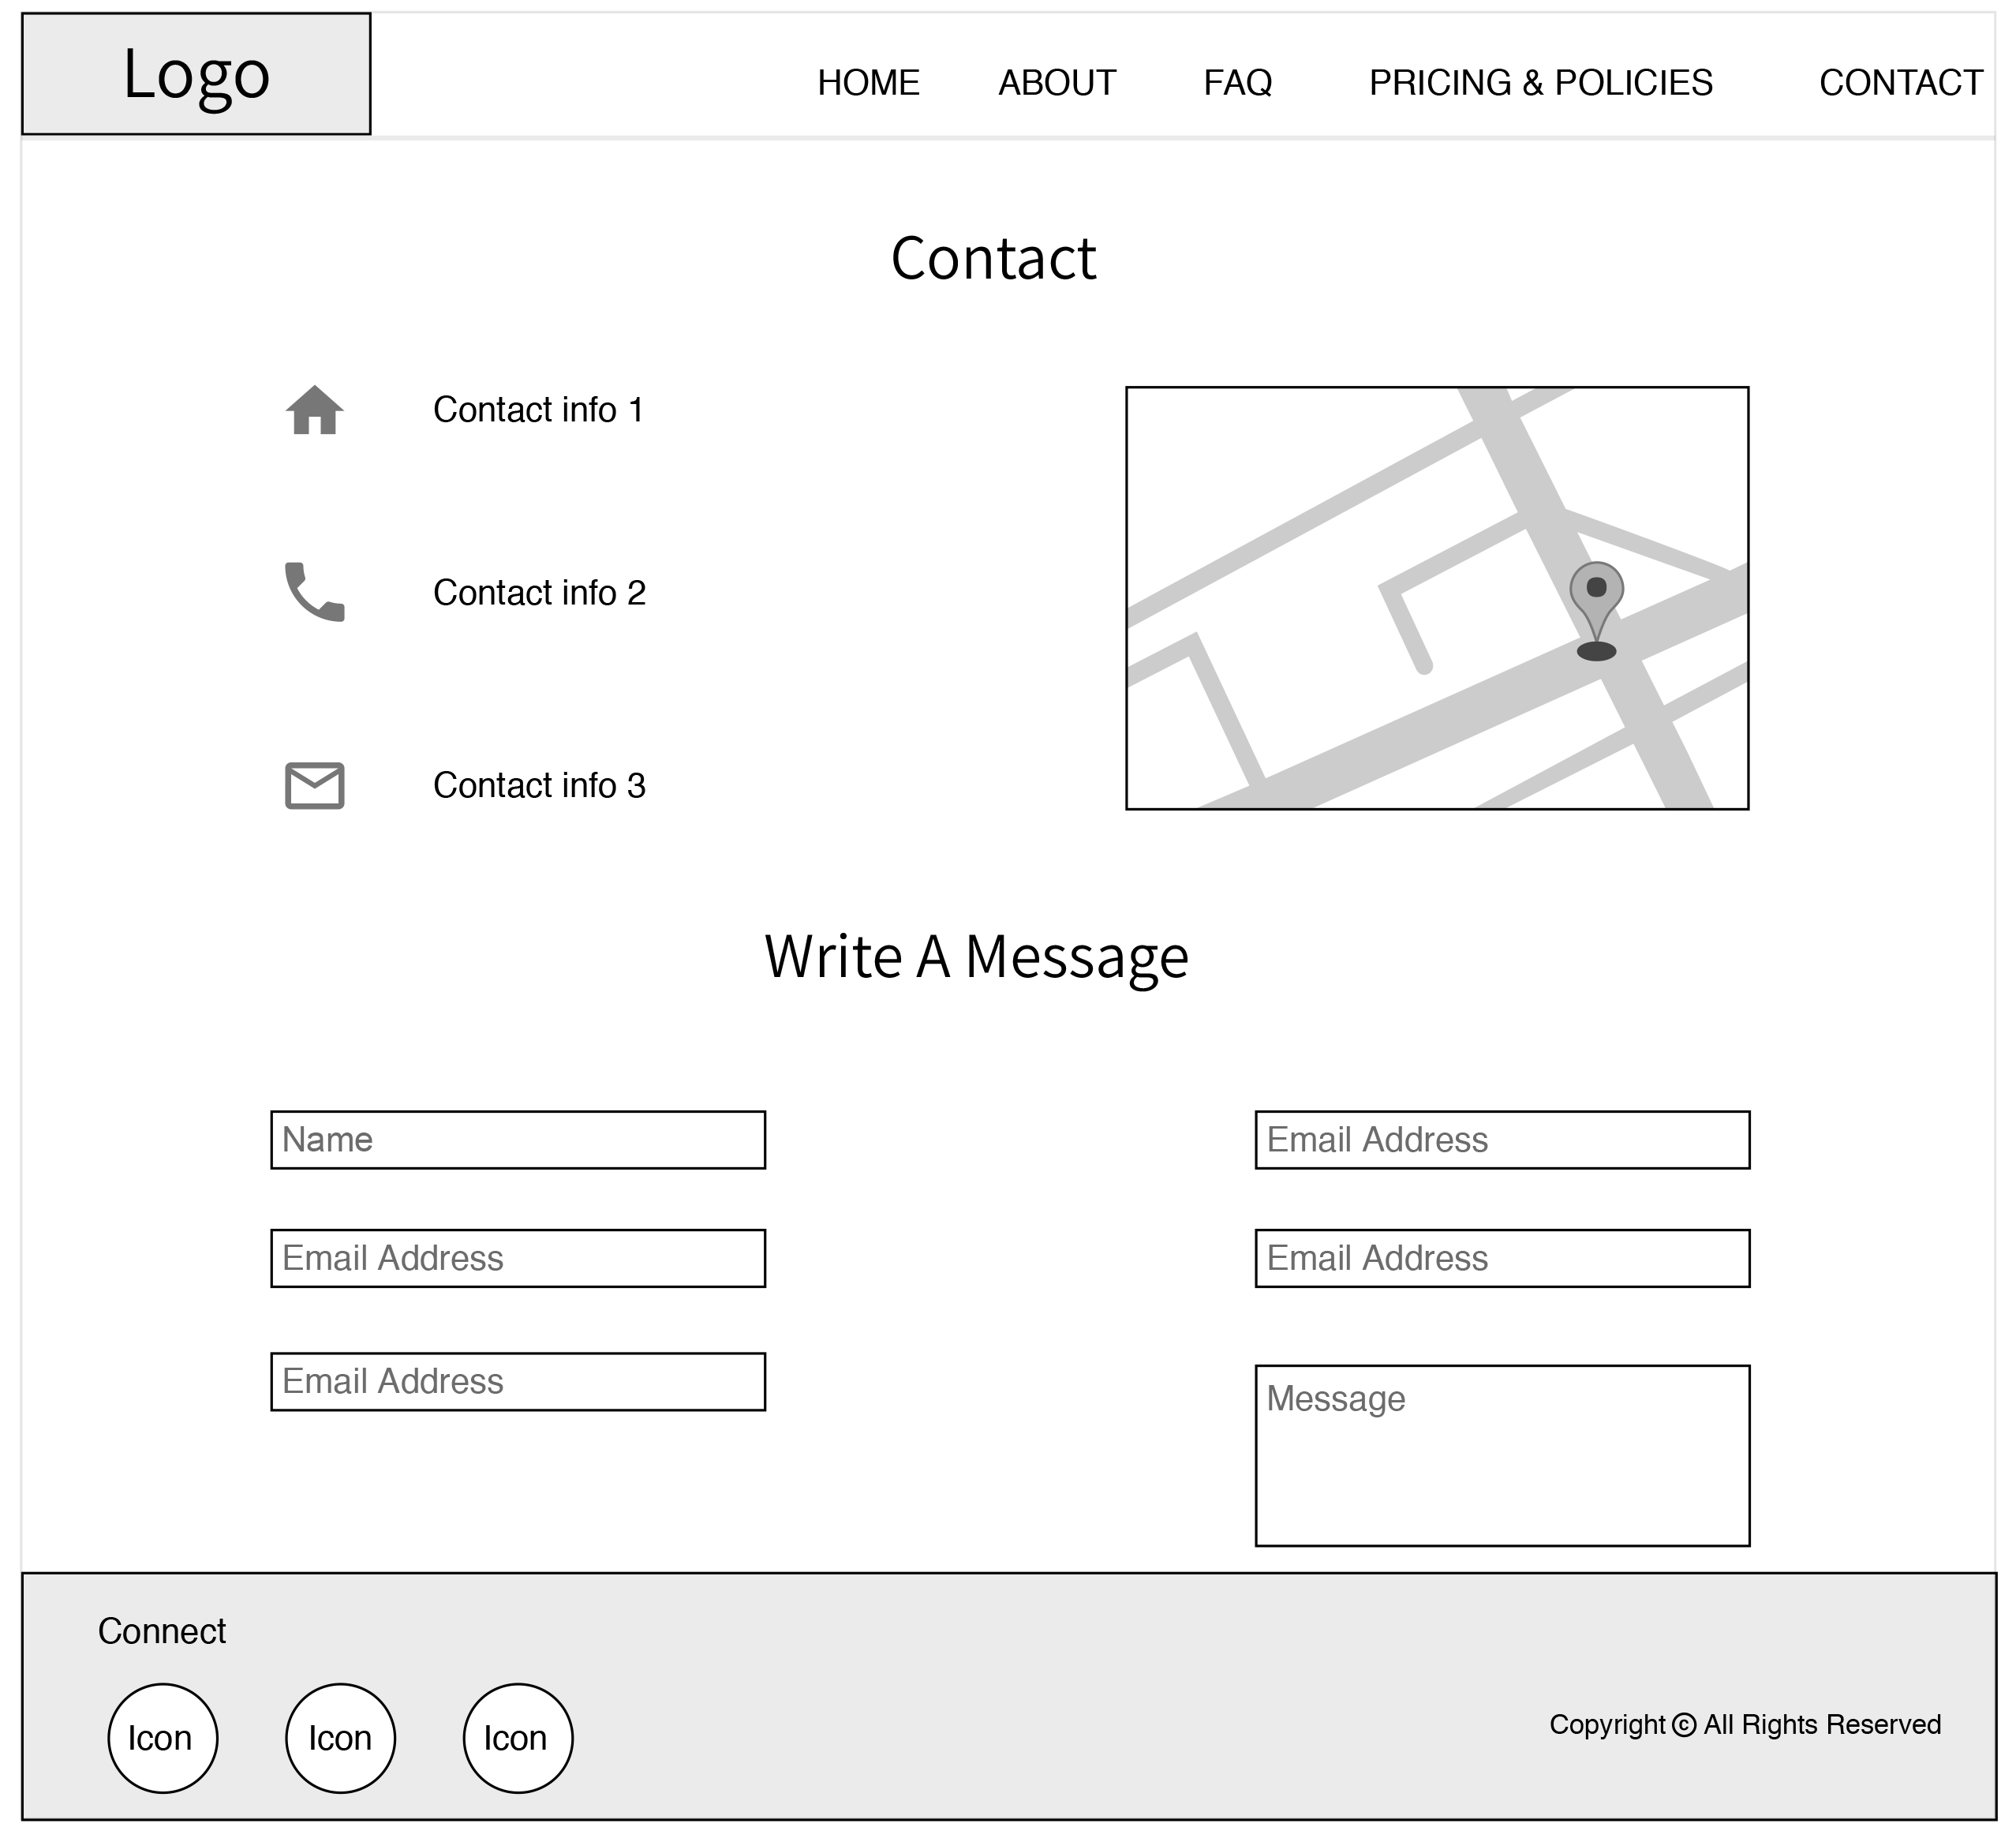 Logo
HOME ABOUT FAQ PRICING & POLICIES CONTACT
Contact
Contact info 1
Contact info 2
Contact info 3
Write A Message
Name
Email Address
Email Address
Email Address
Email Address
Message
Connect
Icon Icon Icon
Copyright © All Rights Reserved